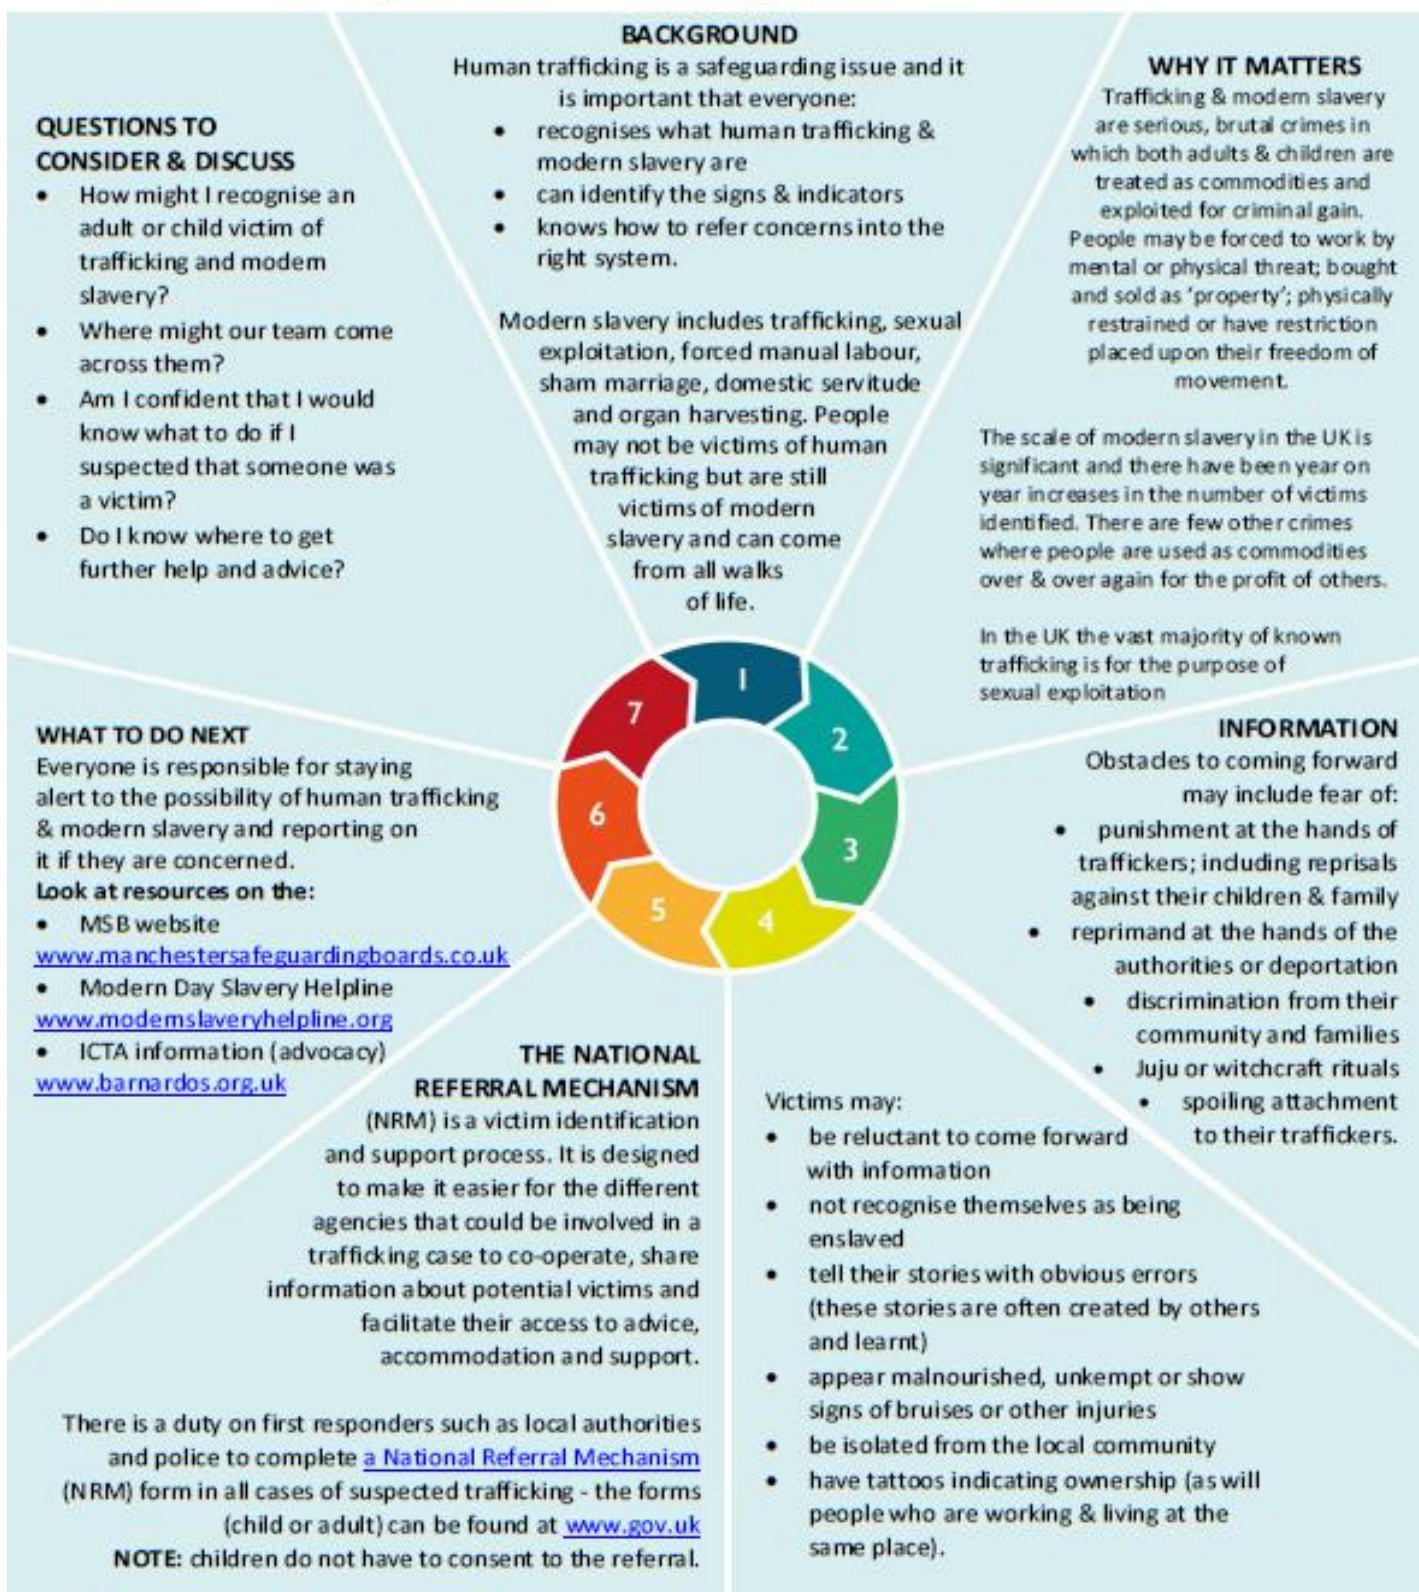 BACKGROUND
Human trafficking is a safeguarding issue and it
is important that everyone:
• recognises what human trafficking &
modern slavery are
• can identify the signs & indicators
• knows how to refer concerns into the
right system.
Modern slavery includes trafficking, sexual
exploitation, forced manual labour,
sham marriage, domestic servitude
and organ harvesting. People
may not be victims of human
trafficking but are still
victims of modern
slavery and can come
from all walks
of life.
WHY IT MATTERS
Trafficking & modern slavery
are serious, brutal crimes in
which both adults & children are
treated as commodities and
exploited for criminal gain.
People may be forced to work by
mental or physical threat; bought
and sold as 'property'; physically
restrained or have restriction
placed upon their freedom of
movement.
The scale of modern slavery in the UK is
significant and there have been year on
year increases in the number of victims
identified. There are few other crimes
where people are used as commodities
over & over again for the profit of others.
In the UK the vast majority of known
trafficking is for the purpose of
sexual exploitation
INFORMATION
Obstacles to coming forward
may include fear of:
• punishment at the hands of
traffickers; including reprisals
against their children & family
• reprimand at the hands of the
authorities or deportation
• discrimination from their
community and families
• Juju or witchcraft rituals
• spoiling attachment
to their traffickers.
Victims may:
• be reluctant to come forward
with information
• not recognise themselves as being
enslaved
• tell their stories with obvious errors
(these stories are often created by others
and learnt)
• appear malnourished, unkempt or show
signs of bruises or other injuries
• be isolated from the local community
• have tattoos indicating ownership (as will
people who are working & living at the
same place).
THE NATIONAL
REFERRAL MECHANISM
(NRM) is a victim identification
and support process. It is designed
to make it easier for the different
agencies that could be involved in a
trafficking case to co-operate, share
information about potential victims and
facilitate their access to advice,
accommodation and support.
There is a duty on first responders such as local authorities
and police to complete a National Referral Mechanism
(NRM) form in all cases of suspected trafficking - the forms
(child or adult) can be found at www.gov.uk
NOTE: children do not have to consent to the referral.
WHAT TO DO NEXT
Everyone is responsible for staying
alert to the possibility of human trafficking
& modern slavery and reporting on
it if they are concerned.
Look at resources on the:
• MSB website
www.manchestersafeguardingboards.co.uk
• Modern Day Slavery Helpline
www.modernslaveryhelpline.org
• ICTA information (advocacy)
www.barnardos.org.uk
QUESTIONS TO
CONSIDER & DISCUSS
• How might I recognise an
adult or child victim of
trafficking and modern
slavery?
• Where might our team come
across them?
• Am I confident that I would
know what to do if I
suspected that someone was
a victim?
• Do I know where to get
further help and advice?
1
2
3
4
5
6
7